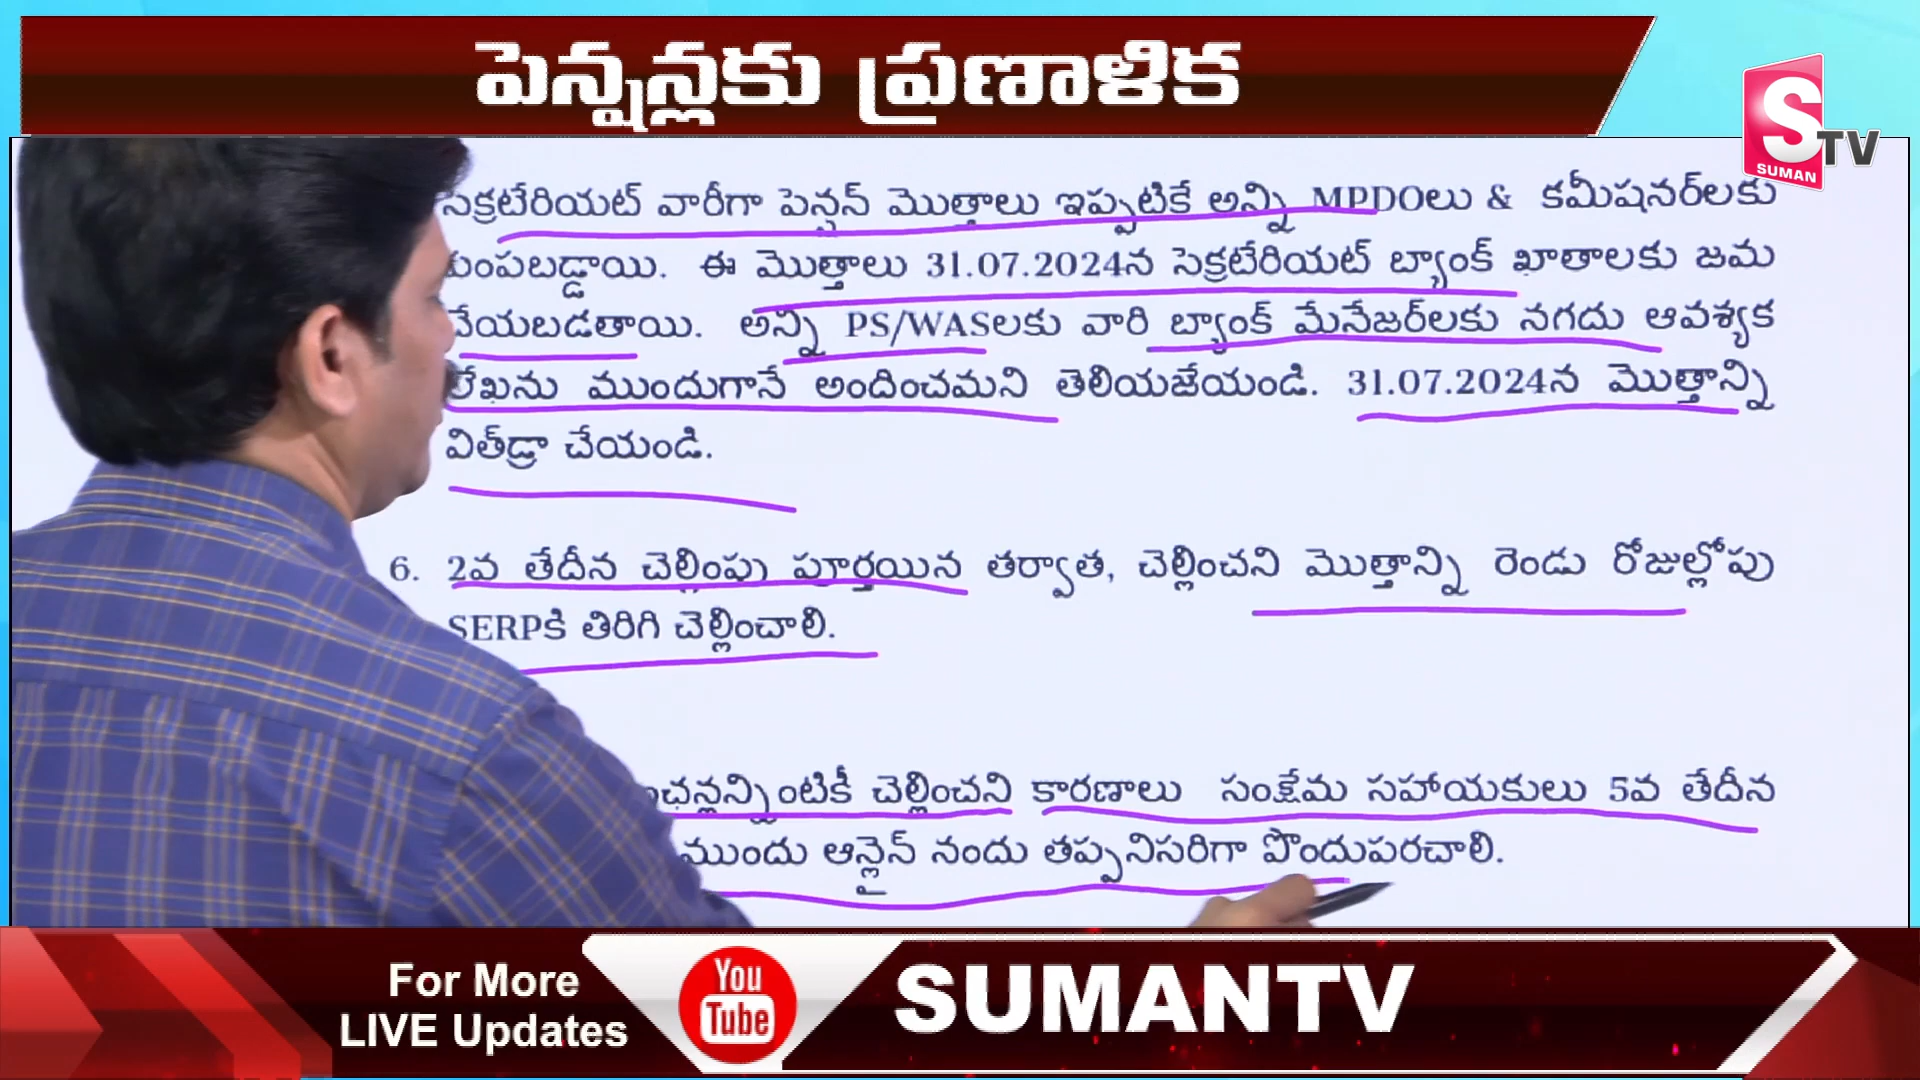 పెన్షన్లకు ప్రణాళిక
S TV
SUMAN
సెక్రటేరియట్ వారీగా పెన్షన్ మొత్తాలు ఇప్పటికే అన్ని MPDOలు & కమీషనర్‌లకు
పంపబడ్డాయి. ఈ మొత్తాలు 31.07.2024న సెక్రటేరియట్ బ్యాంక్ ఖాతాలకు జమ
చేయబడతాయి. అన్ని PS/WASలకు వారి బ్యాంక్ మేనేజర్‌లకు నగదు ఆవశ్యక
లేఖను ముందుగానే అందించమని తెలియజేయండి. 31.07.2024న మొత్తాన్ని
విత్‌డ్రా చేయండి.
6. 2వ తేదీన చెల్లింపు పూర్తయిన తర్వాత, చెల్లించని మొత్తాన్ని రెండు రోజుల్లోపు
SERPకి తిరిగి చెల్లించాలి.
చెల్లించని కారణాలు సంక్షేమ సహాయకులు 5వ తేదీన
ముందు ఆన్లైన్ నందు తప్పనిసరిగా పొందుపరచాలి.
For More
LIVE Updates
You
Tube
SUMANTV